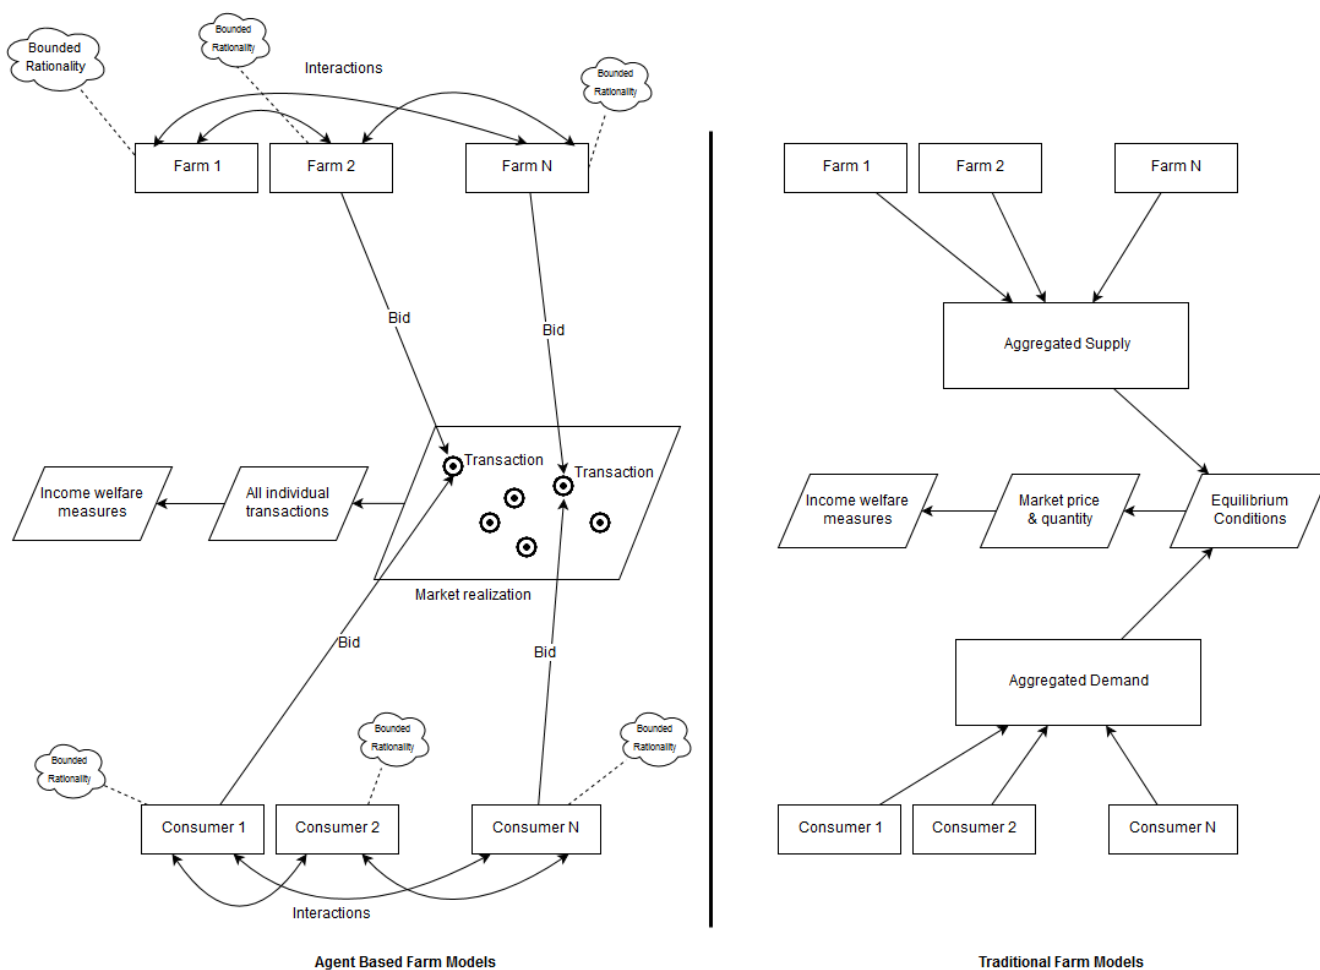 Bounded
Rationality
Bounded
Rationality
Interactions
Bounded
Rationality
Farm 1
Farm 2
Farm N
Bid
Bid
Transaction
Transaction
Income welfare
measures
All individual
transactions
Market realization
Bid
Bid
Bounded
Rationality
Bounded
Rationality
Bounded
Rationality
Consumer 1
Consumer 2
Consumer N
Interactions
Agent Based Farm Models
Farm 1
Farm 2
Farm N
Aggregated Supply
Income welfare
measures
Market price
& quantity
Equilibrium
Conditions
Aggregated Demand
Consumer 1
Consumer 2
Consumer N
Traditional Farm Models